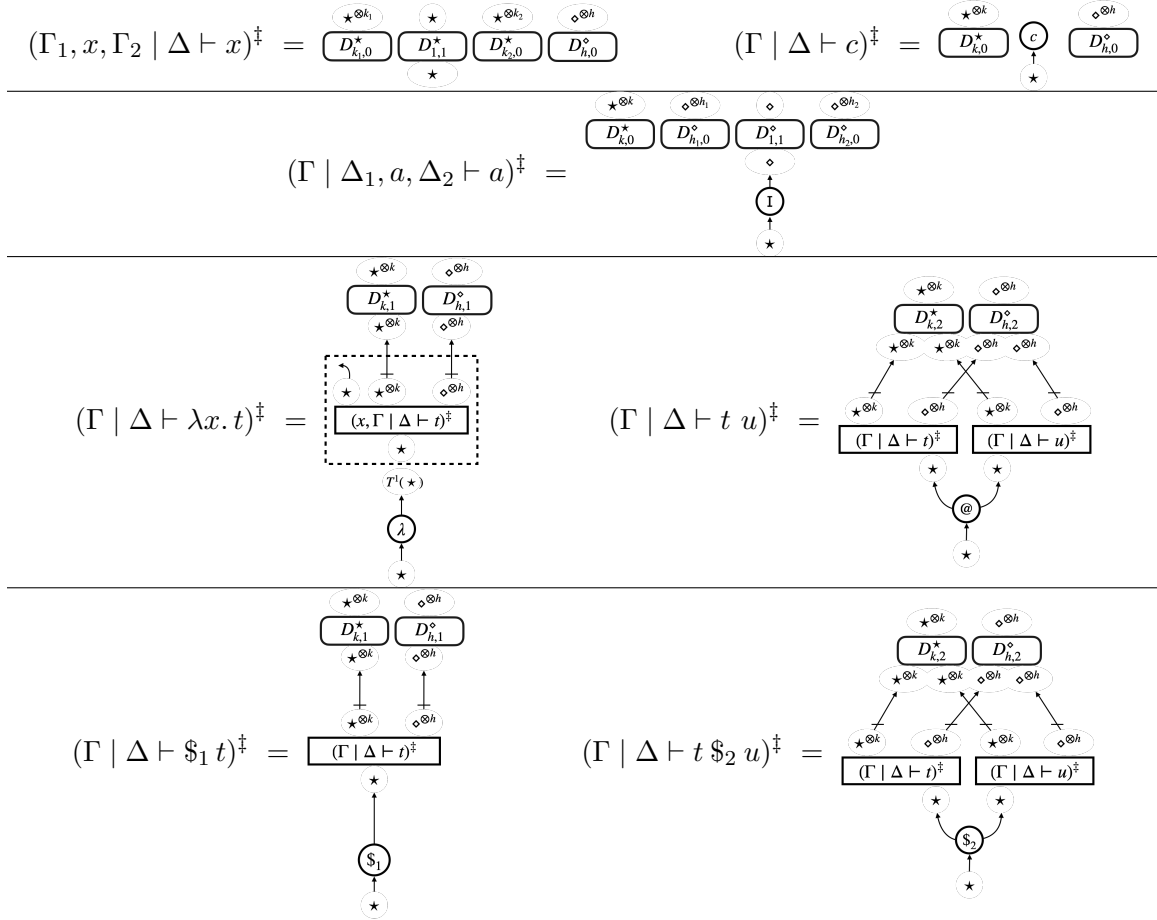 ⋆⊗k₁ ⋆ ⋆⊗k₂ ⋄⊗h
(Γ₁, x, Γ₂ | Δ ⊢ x)‡ = D⋆k₁,0 D⋆1,1 D⋆k₂,0 D⋄h,0
⋆
⋆⊗k ⋄⊗h
(Γ | Δ ⊢ c)‡ = D⋆k,0 c D⋄h,0
⋆
⋆⊗k ⋄⊗h₁ ⋄ ⋄⊗h₂
D⋆k,0 D⋄h₁,0 D⋄1,1 D⋄h₂,0
⋄
(Γ | Δ₁, a, Δ₂ ⊢ a)‡ =
I
⋆
⋆⊗k ⋄⊗h
D⋆k,1 D⋄h,1
⋆⊗k ⋄⊗h
⋆ ⋆⊗k ⋄⊗h
(Γ | Δ ⊢ λx. t)‡ = (x, Γ | Δ ⊢ t)‡
⋆
T¹(⋆)
λ
⋆
⋆⊗k ⋄⊗h
D⋆k,2 D⋄h,2
⋆⊗k ⋆⊗k ⋄⊗h ⋄⊗h
⋆⊗k ⋄⊗h ⋆⊗k ⋄⊗h
(Γ | Δ ⊢ t u)‡ = (Γ | Δ ⊢ t)‡ (Γ | Δ ⊢ u)‡
⋆ ⋆
@
⋆
⋆⊗k ⋄⊗h
D⋆k,1 D⋄h,1
⋆⊗k ⋄⊗h
⋆⊗k ⋄⊗h
(Γ | Δ ⊢ $₁ t)‡ = (Γ | Δ ⊢ t)‡
⋆
$₁
⋆
⋆⊗k ⋄⊗h
D⋆k,2 D⋄h,2
⋆⊗k ⋆⊗k ⋄⊗h ⋄⊗h
⋆⊗k ⋄⊗h ⋆⊗k ⋄⊗h
(Γ | Δ ⊢ t $₂ u)‡ = (Γ | Δ ⊢ t)‡ (Γ | Δ ⊢ u)‡
⋆ ⋆
$₂
⋆